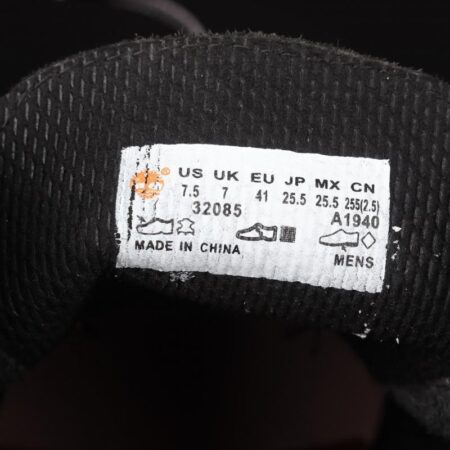 US UK EU JP MX CN
7.5 7 41 25.5 25.5 255(2.5)
32085 A1940
MADE IN CHINA MENS